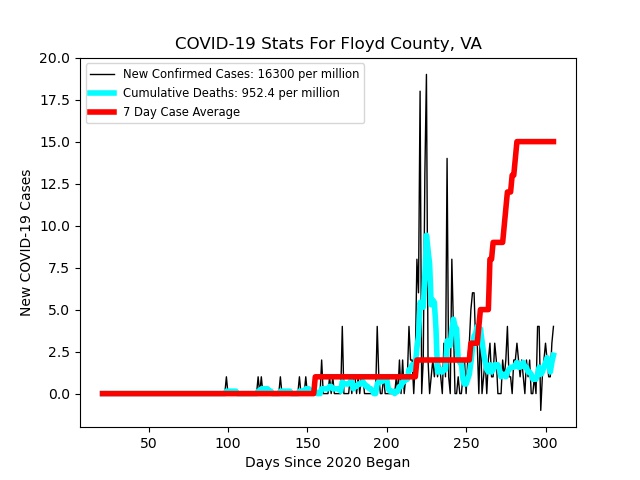 COVID-19 Stats For Floyd County, VA
New Confirmed Cases: 16300 per million
Cumulative Deaths: 952.4 per million
7 Day Case Average
20.0
17.5
15.0
12.5
10.0
7.5
5.0
2.5
0.0
New COVID-19 Cases
50 100 150 200 250 300
Days Since 2020 Began